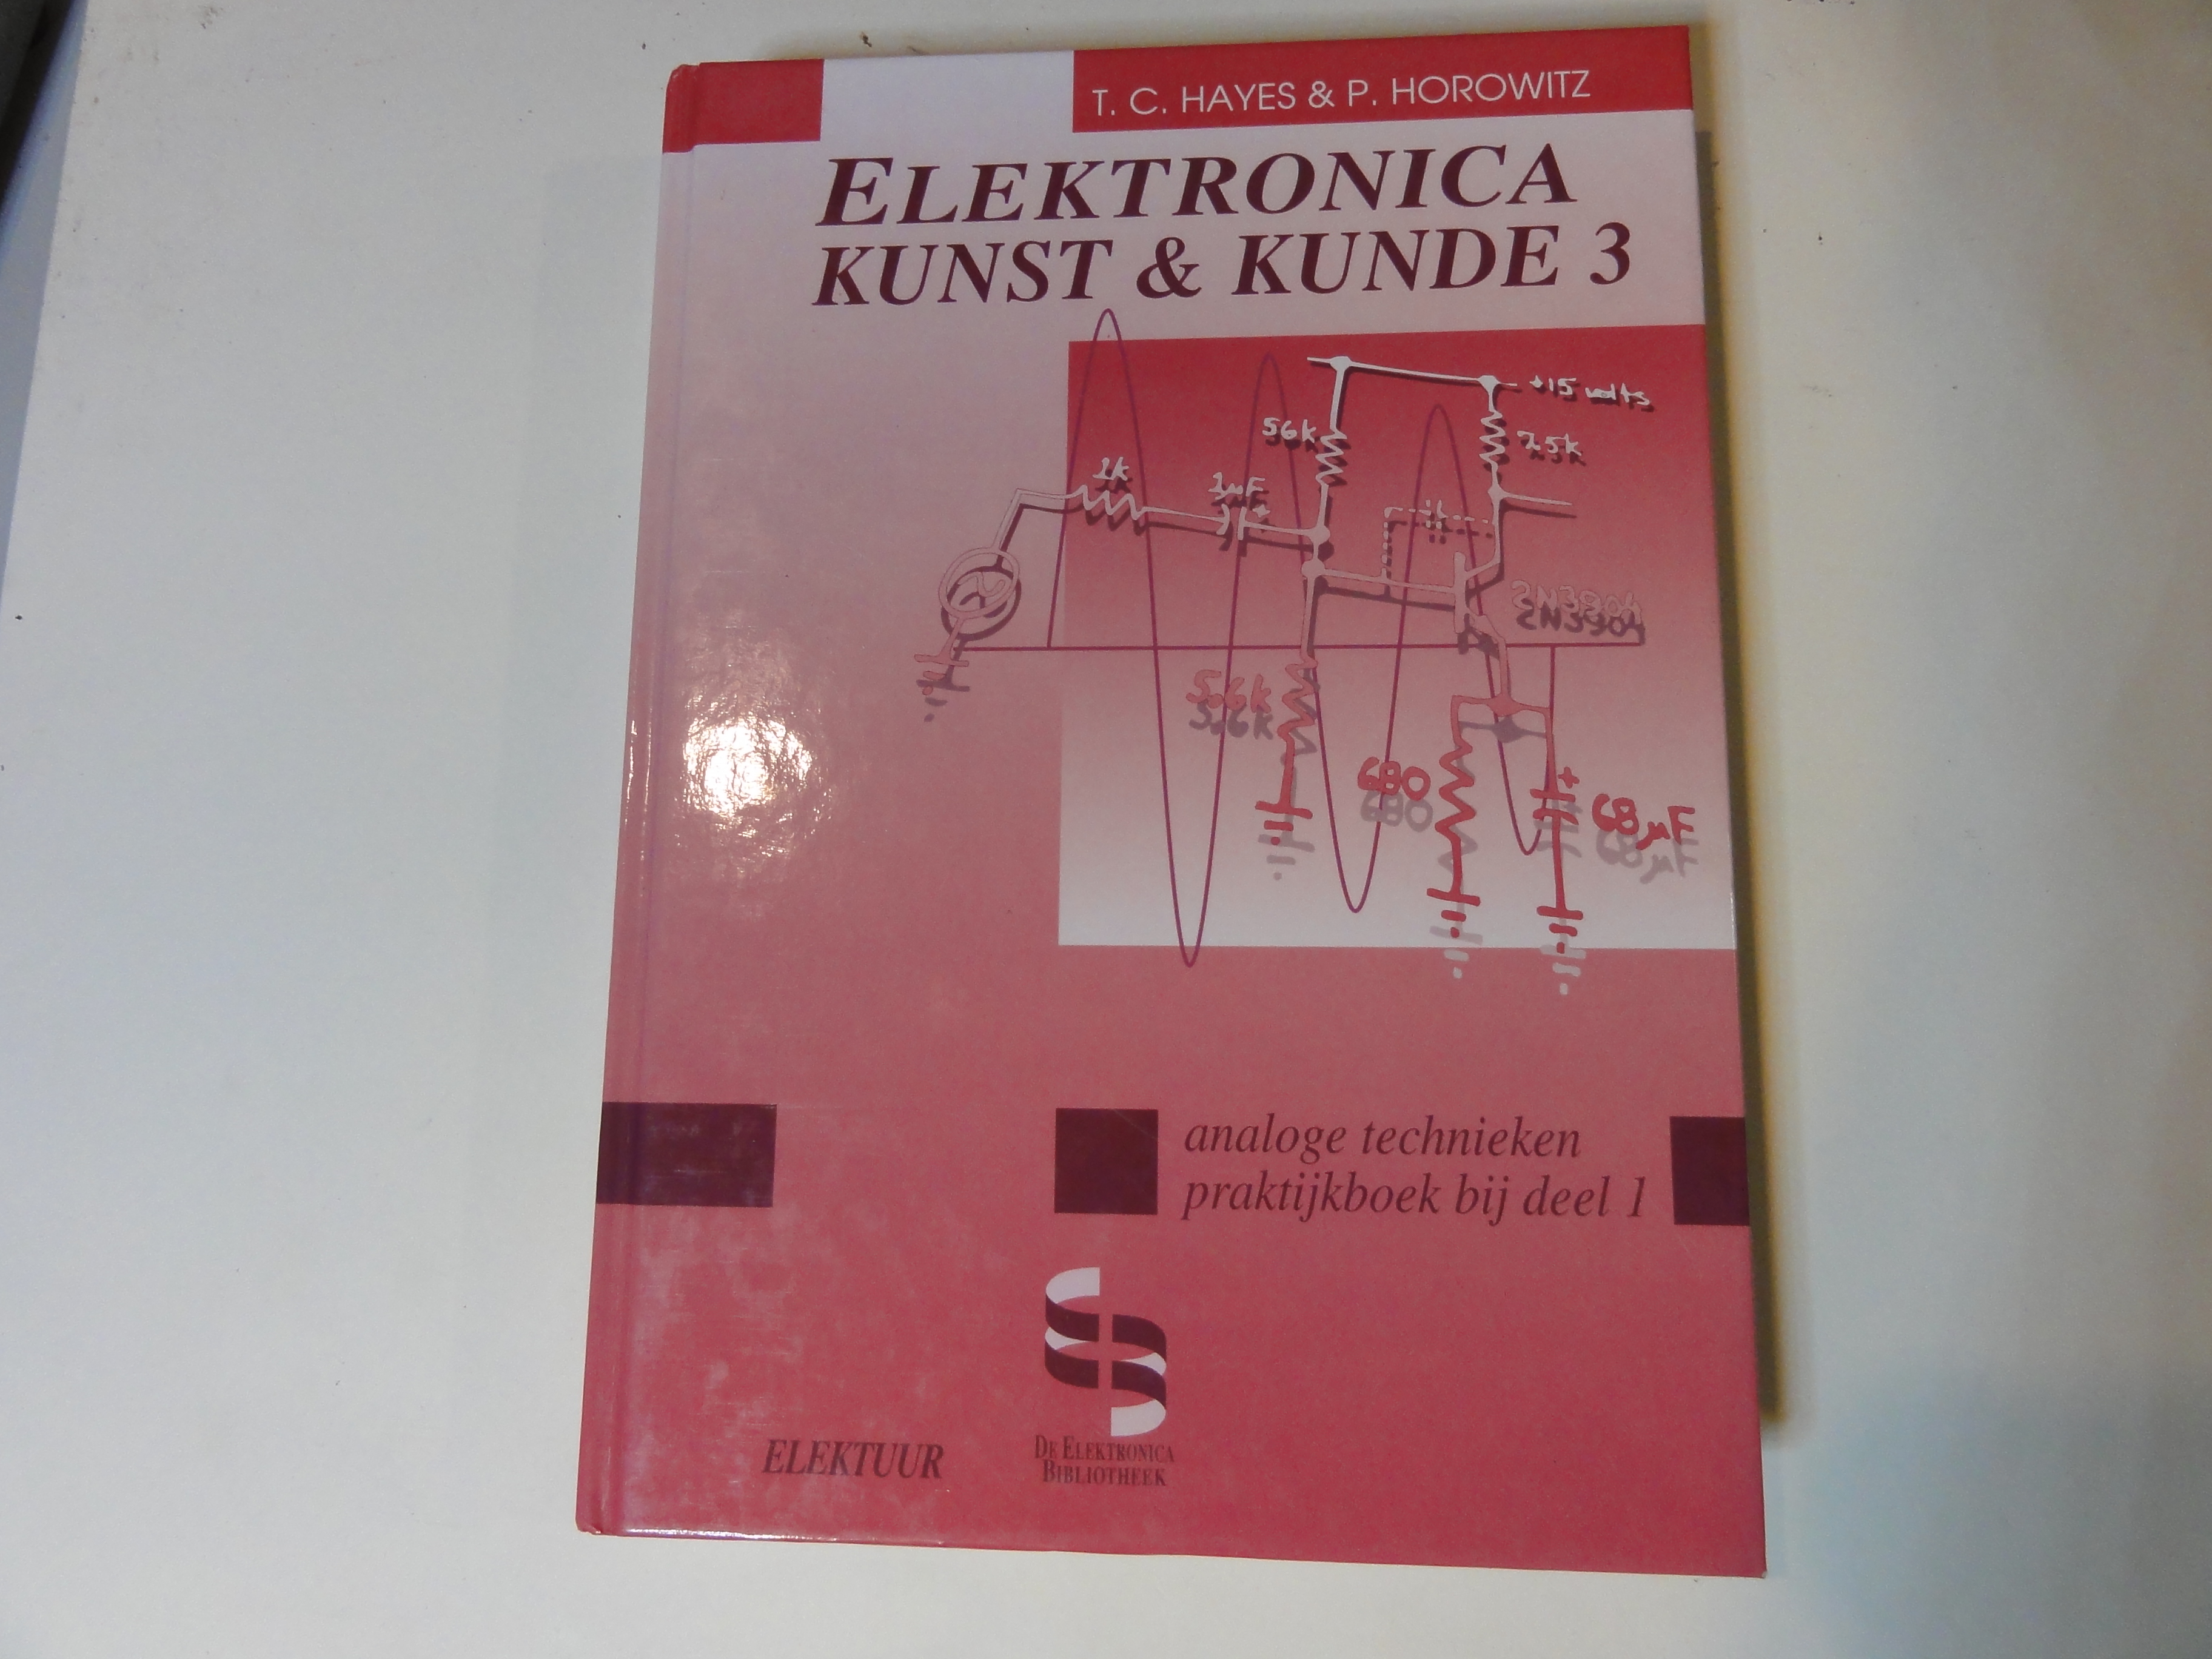 T. C. HAYES & P. HOROWITZ
ELEKTRONICA
KUNST & KUNDE 3
+15 volts
56k
7.5k
1k
1µF
+
2N3904
5.6k
680
+
68µF
analoge technieken
praktijkboek bij deel 1
ELEKTUUR
DE ELEKTRONICA
BIBLIOTHEEK